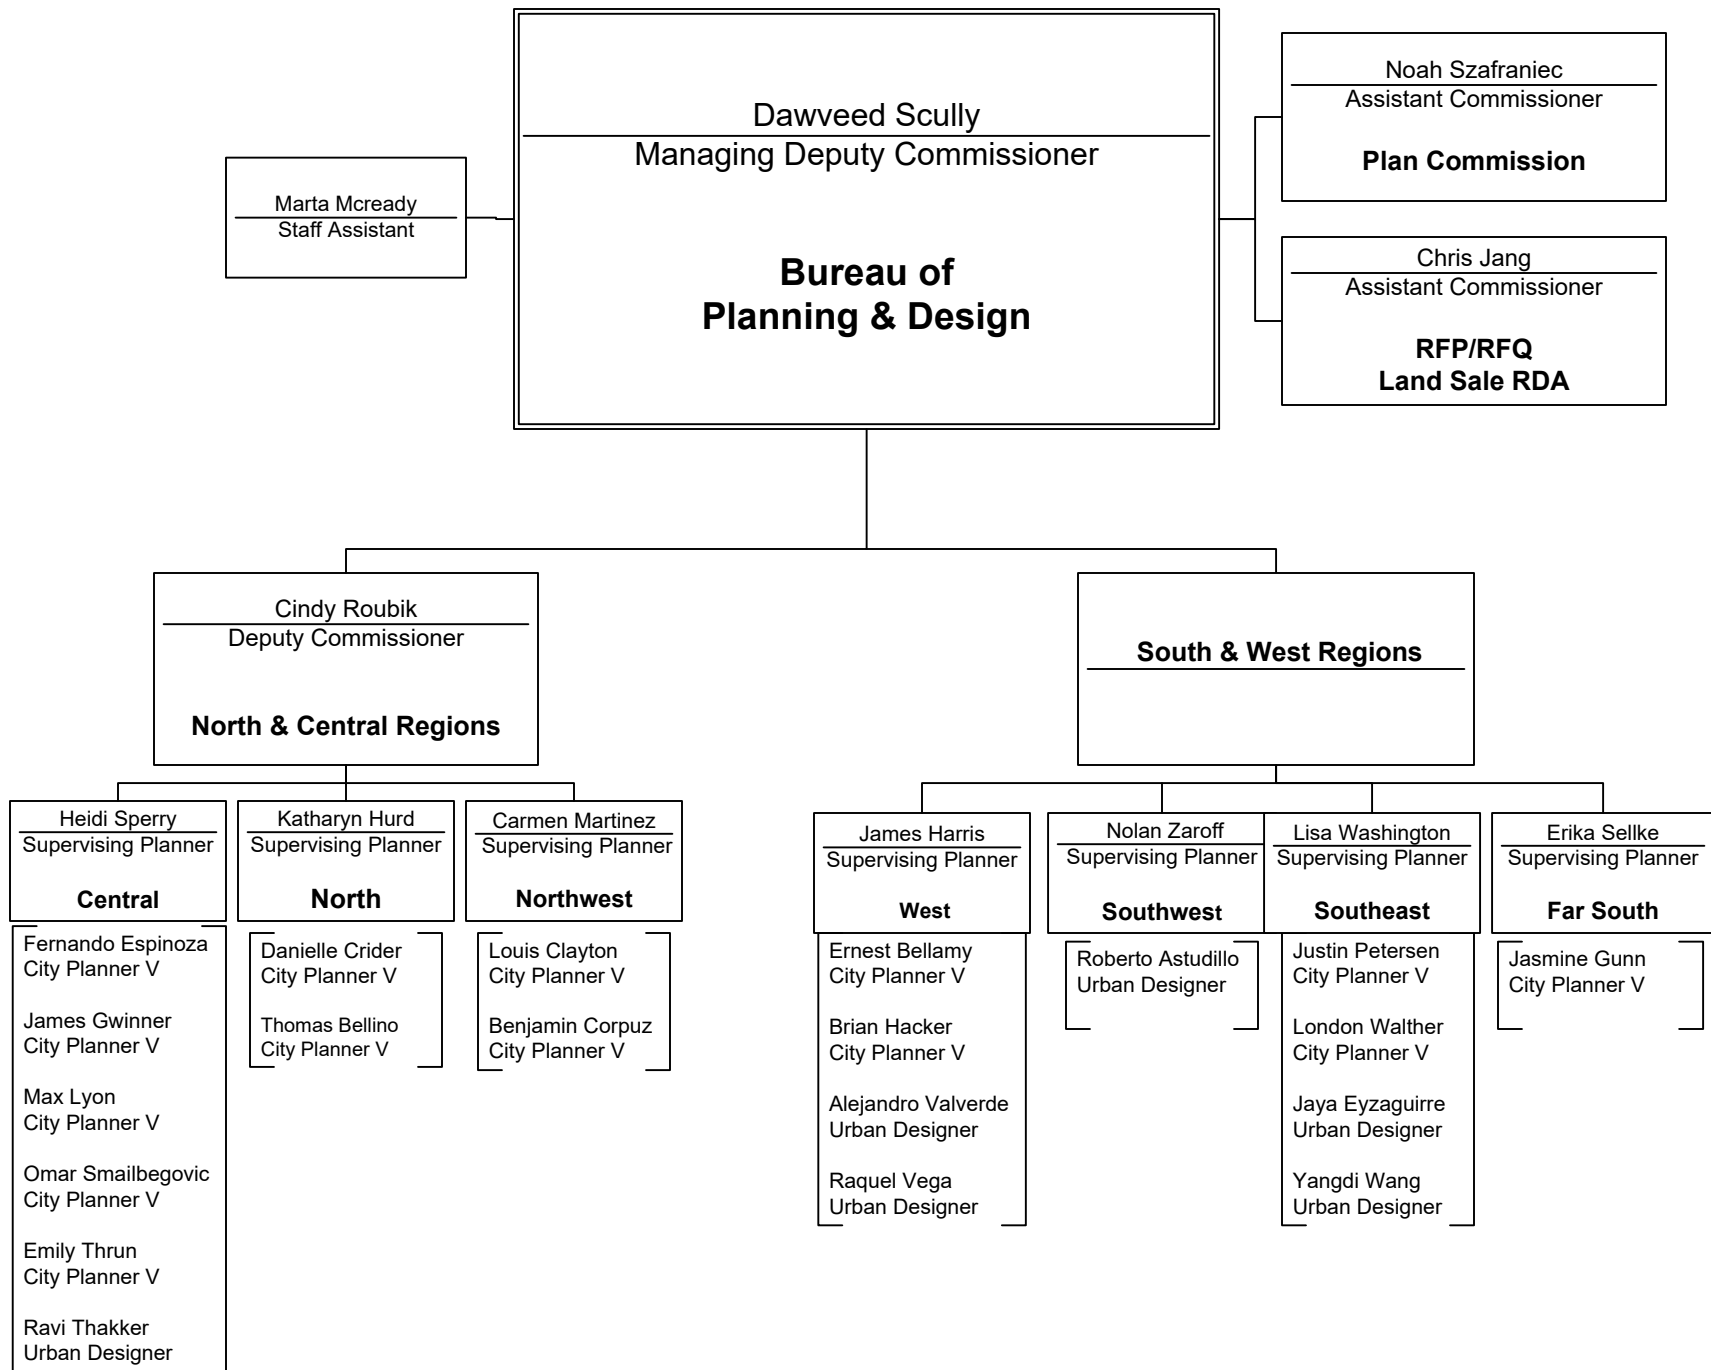 Dawveed Scully
Managing Deputy Commissioner
Bureau of
Planning & Design
Marta Mcready
Staff Assistant
Noah Szafraniec
Assistant Commissioner
Plan Commission
Chris Jang
Assistant Commissioner
RFP/RFQ
Land Sale RDA
Cindy Roubik
Deputy Commissioner
North & Central Regions
South & West Regions
Heidi Sperry
Supervising Planner
Central
Fernando Espinoza
City Planner V
James Gwinner
City Planner V
Max Lyon
City Planner V
Omar Smailbegovic
City Planner V
Emily Thrun
City Planner V
Ravi Thakker
Urban Designer
Katharyn Hurd
Supervising Planner
North
Danielle Crider
City Planner V
Thomas Bellino
City Planner V
Carmen Martinez
Supervising Planner
Northwest
Louis Clayton
City Planner V
Benjamin Corpuz
City Planner V
James Harris
Supervising Planner
West
Ernest Bellamy
City Planner V
Brian Hacker
City Planner V
Alejandro Valverde
Urban Designer
Raquel Vega
Urban Designer
Nolan Zaroff
Supervising Planner
Southwest
Roberto Astudillo
Urban Designer
Lisa Washington
Supervising Planner
Southeast
Justin Petersen
City Planner V
London Walther
City Planner V
Jaya Eyzaguirre
Urban Designer
Yangdi Wang
Urban Designer
Erika Sellke
Supervising Planner
Far South
Jasmine Gunn
City Planner V